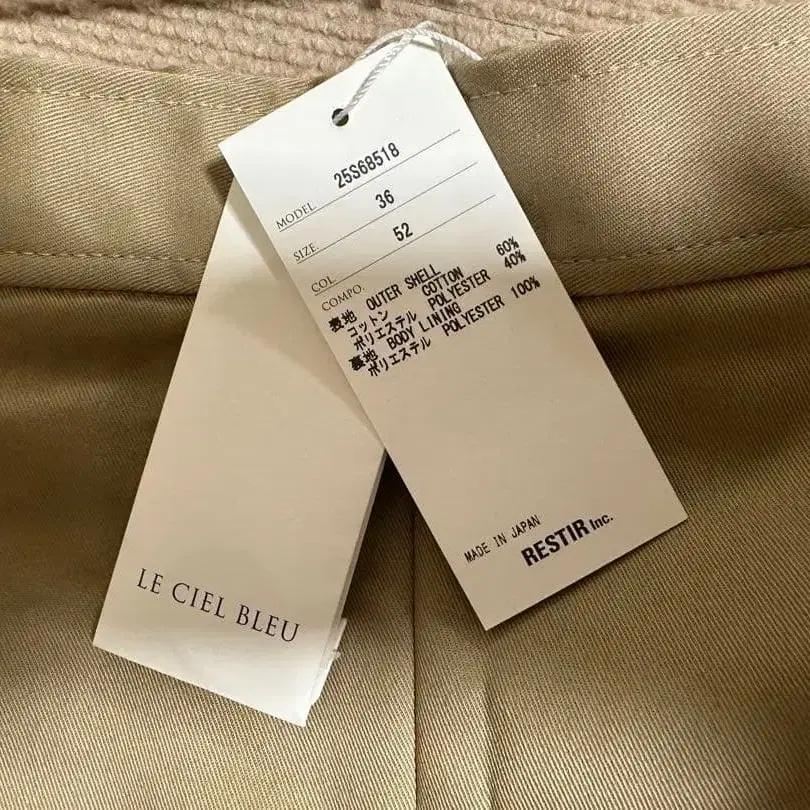 MODEL. 25S68518
SIZE. 36
COL. 52
COMPO.
表地 OUTER SHELL
コットン COTTON 60%
ポリエステル POLYESTER 40%
裏地 BODY LINING
ポリエステル POLYESTER 100%
MADE IN JAPAN
RESTIR Inc.
LE CIEL BLEU